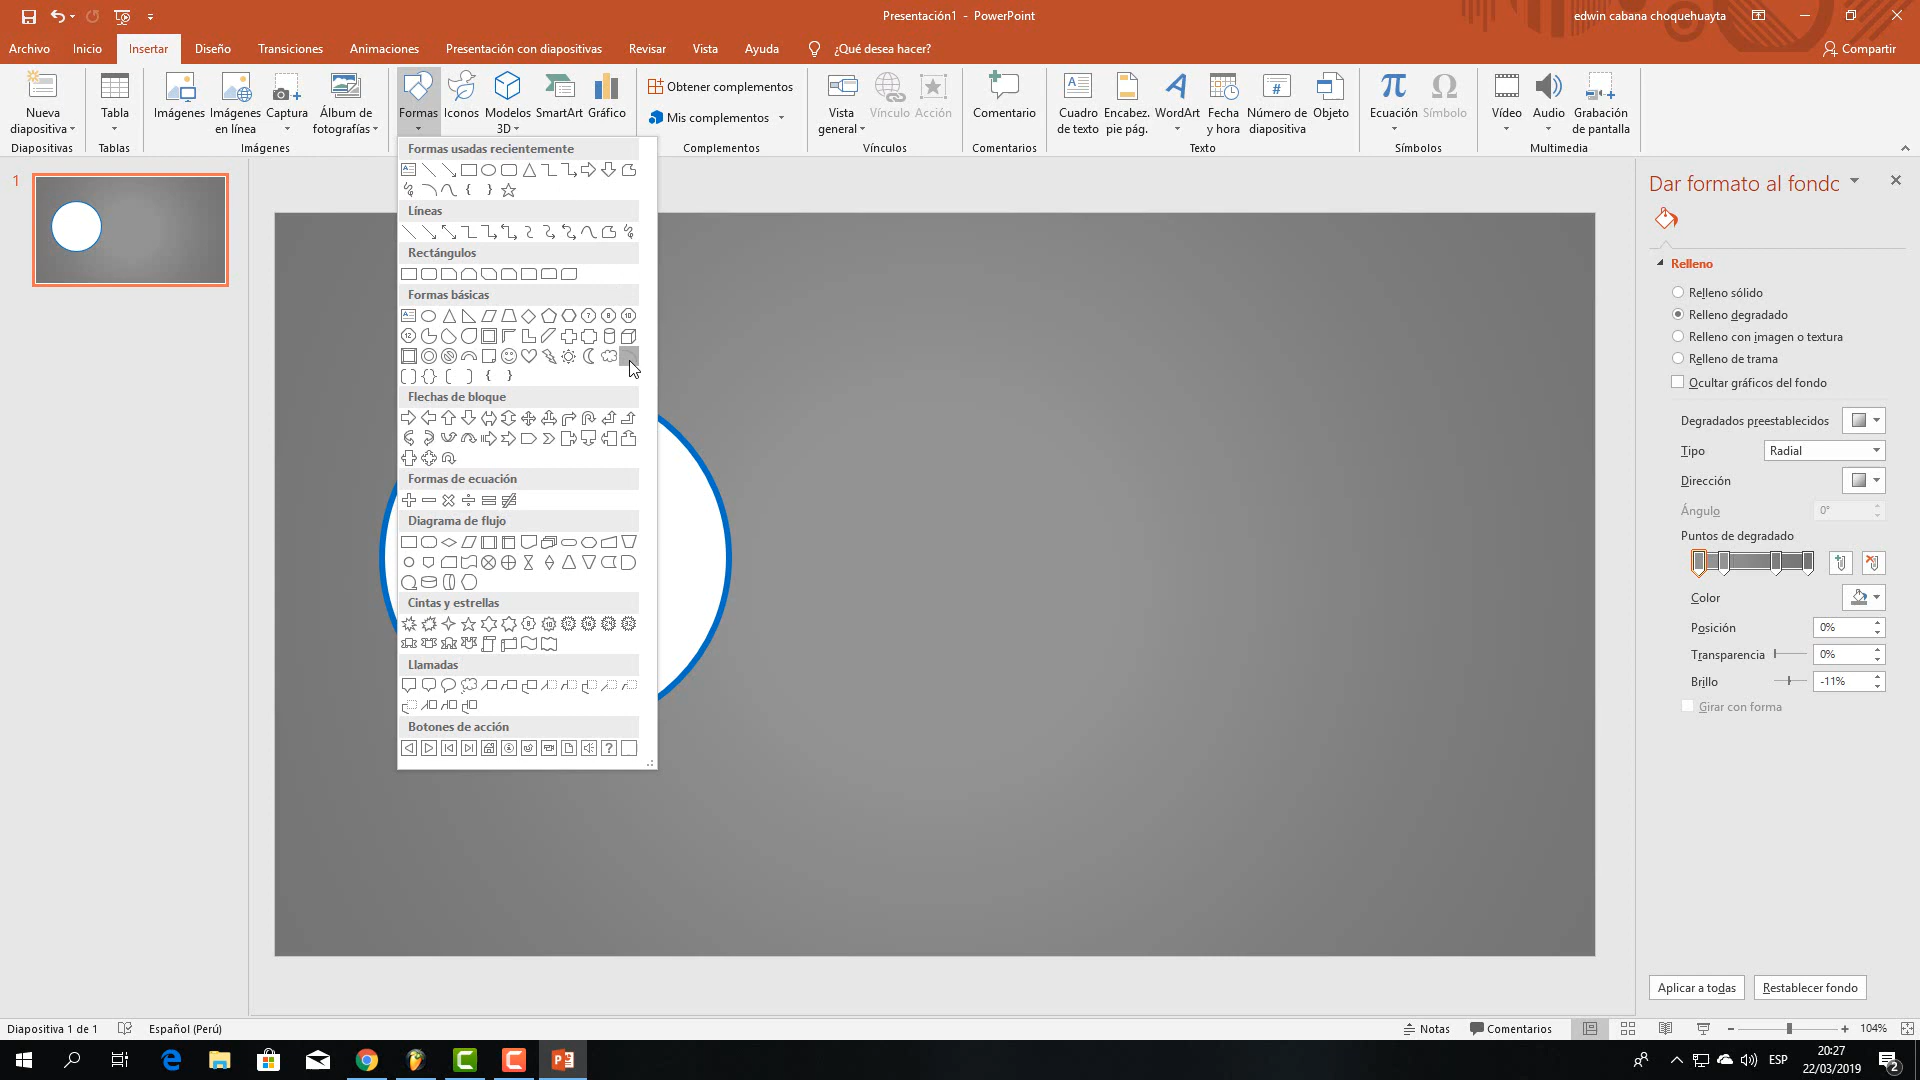 Presentación1 - PowerPoint
edwin cabana choquehuayta
Archivo Inicio Insertar Diseño Transiciones Animaciones Presentación con diapositivas Revisar Vista Ayuda ¿Qué desea hacer? Compartir
Nueva diapositiva
Tabla
Imágenes
Imágenes en línea
Captura
Álbum de fotografías
Formas
Iconos
Modelos 3D
SmartArt
Gráfico
Obtener complementos
Mis complementos
Vista general
Vínculo
Acción
Comentario
Cuadro de texto
Encabez. pie pág.
WordArt
Fecha y hora
Número de diapositiva
Objeto
Ecuación
Símbolo
Vídeo
Audio
Grabación de pantalla
Diapositivas Tablas Imágenes Complementos Vínculos Comentarios Texto Símbolos Multimedia
1
Formas usadas recientemente
Líneas
Rectángulos
Formas básicas
Flechas de bloque
Formas de ecuación
Diagrama de flujo
Cintas y estrellas
Llamadas
Botones de acción
Dar formato al fondo
Relleno
Relleno sólido
Relleno degradado
Relleno con imagen o textura
Relleno de trama
Ocultar gráficos del fondo
Degradados preestablecidos
Tipo Radial
Dirección
Ángulo 0°
Puntos de degradado
Color
Posición 0%
Transparencia 0%
Brillo -11%
Girar con forma
Aplicar a todas Restablecer fondo
Diapositiva 1 de 1 Español (Perú) Notas Comentarios 104%
ESP
20:27
22/03/2019
2